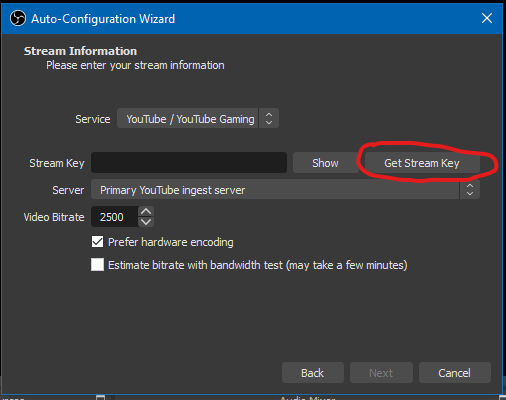 Auto-Configuration Wizard
Stream Information
Please enter your stream information
Service YouTube / YouTube Gaming
Stream Key Show Get Stream Key
Server Primary YouTube ingest server
Video Bitrate 2500
Prefer hardware encoding
Estimate bitrate with bandwidth test (may take a few minutes)
Back Next Cancel
Audio Mixer